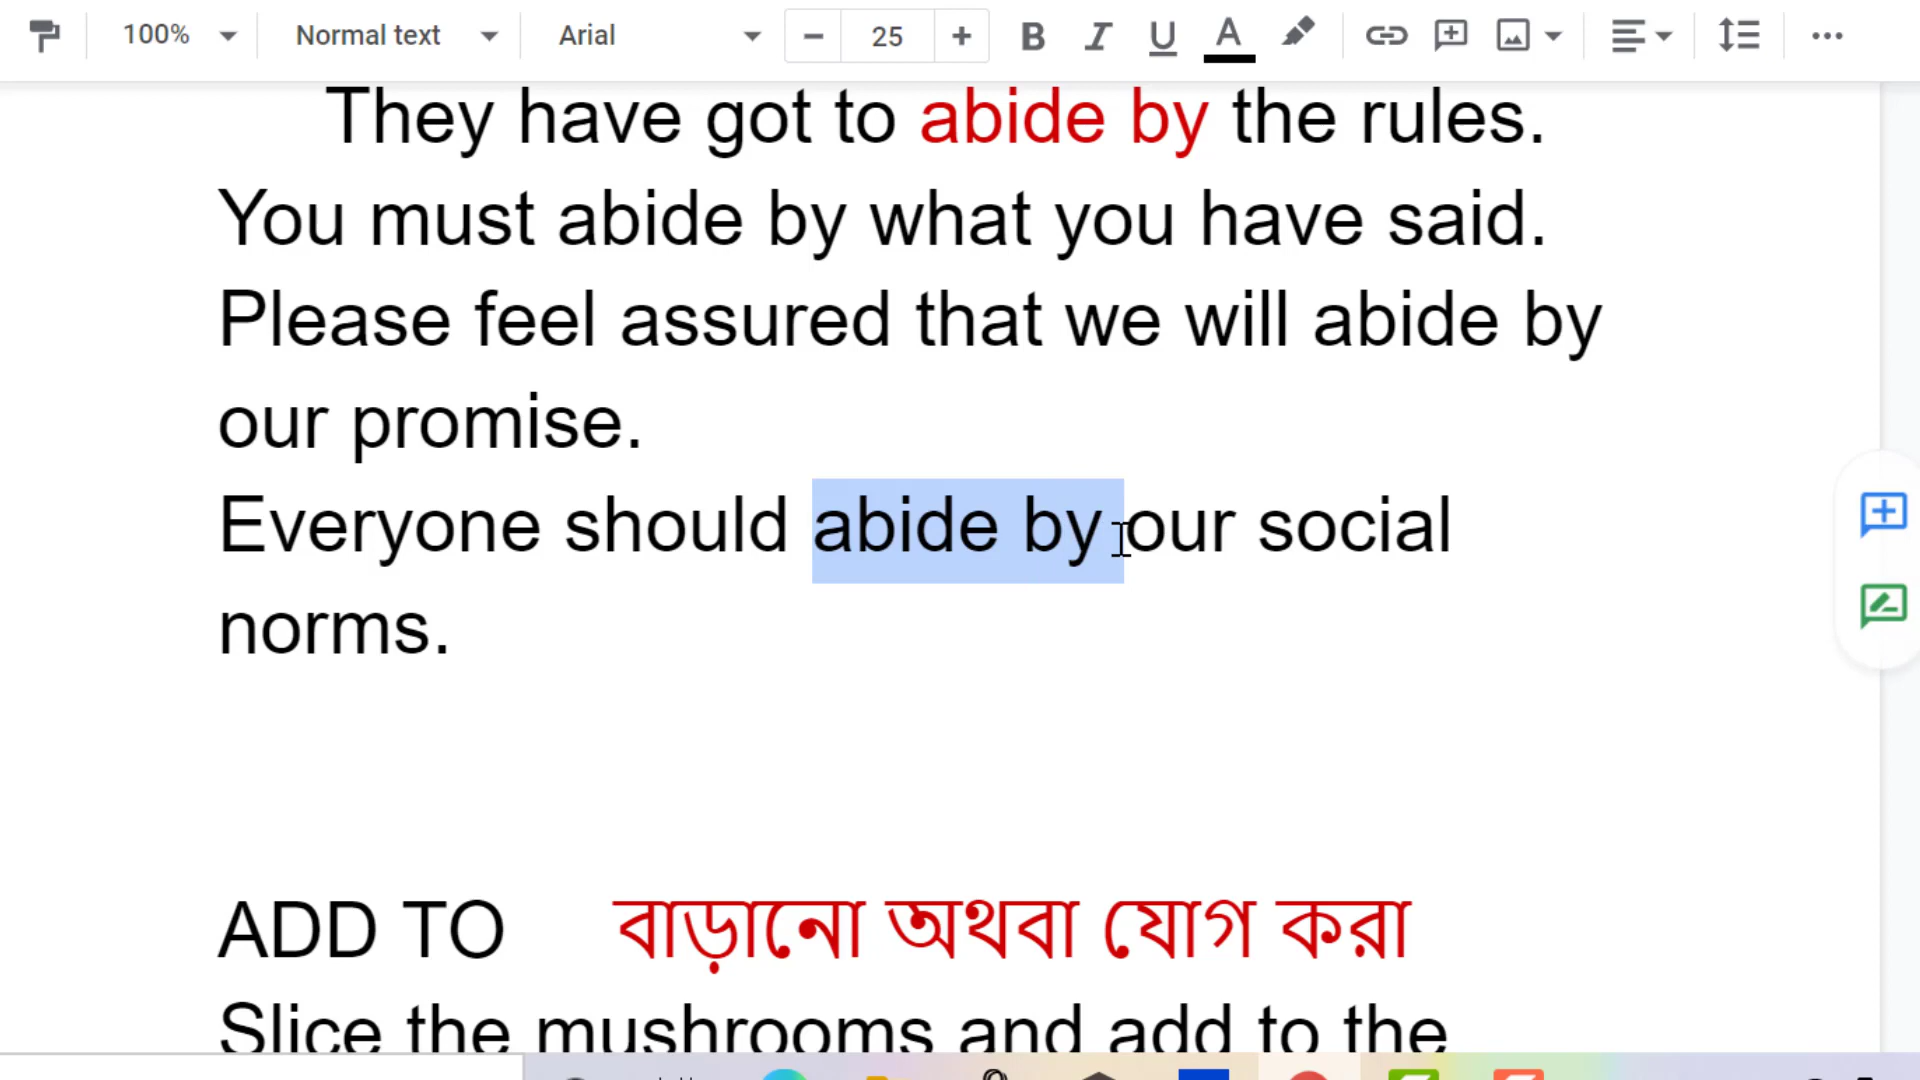 100% Normal text Arial 25 B I U A
They have got to abide by the rules.
You must abide by what you have said.
Please feel assured that we will abide by
our promise.
Everyone should abide by our social
norms.
ADD TO বাড়ানো অথবা যোগ করা
Slice the mushrooms and add to the